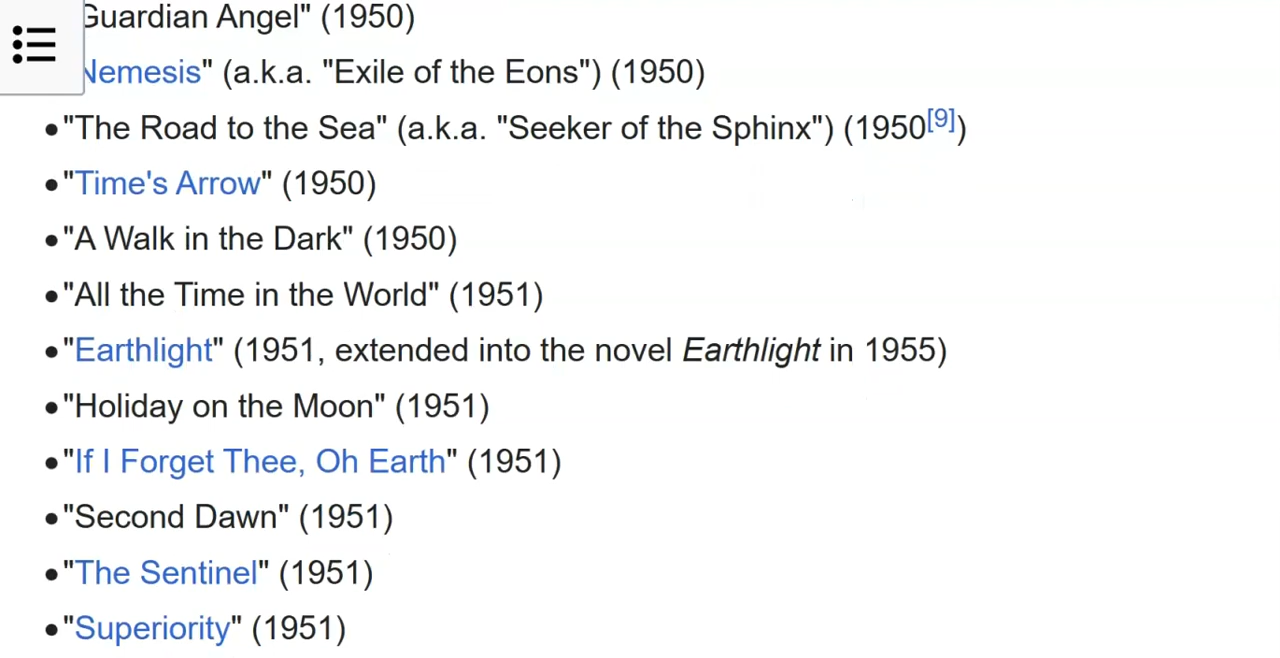 Guardian Angel" (1950)
Nemesis" (a.k.a. "Exile of the Eons") (1950)
• "The Road to the Sea" (a.k.a. "Seeker of the Sphinx") (1950[9])
• "Time's Arrow" (1950)
• "A Walk in the Dark" (1950)
• "All the Time in the World" (1951)
• "Earthlight" (1951, extended into the novel Earthlight in 1955)
• "Holiday on the Moon" (1951)
• "If I Forget Thee, Oh Earth" (1951)
• "Second Dawn" (1951)
• "The Sentinel" (1951)
• "Superiority" (1951)